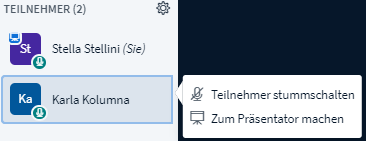 TEILNEHMER (2)
St Stella Stellini (Sie)
Ka Karla Kolumna
Teilnehmer stummschalten
Zum Präsentator machen